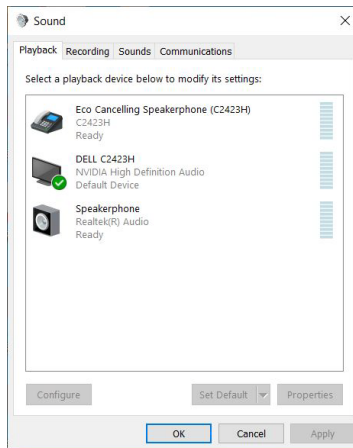 Sound
Playback Recording Sounds Communications
Select a playback device below to modify its settings:
Eco Cancelling Speakerphone (C2423H)
C2423H
Ready
DELL C2423H
NVIDIA High Definition Audio
Default Device
Speakerphone
Realtek(R) Audio
Ready
Configure Set Default Properties
OK Cancel Apply